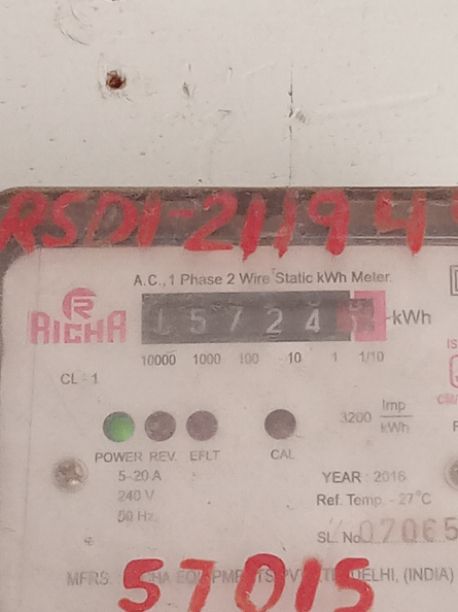 RSDI-21194
A.C., 1 Phase 2 Wire Static kWh Meter.
RICHA
15724 kWh
10000 1000 100 10 1 1/10
CL - 1
3200 Imp/kWh
POWER REV. EFLT CAL
5-20 A
240 V
50 Hz
YEAR : 2016
Ref. Temp. - 27°C
SL. No. 07065
MFRS. DELHI, (INDIA)
57015